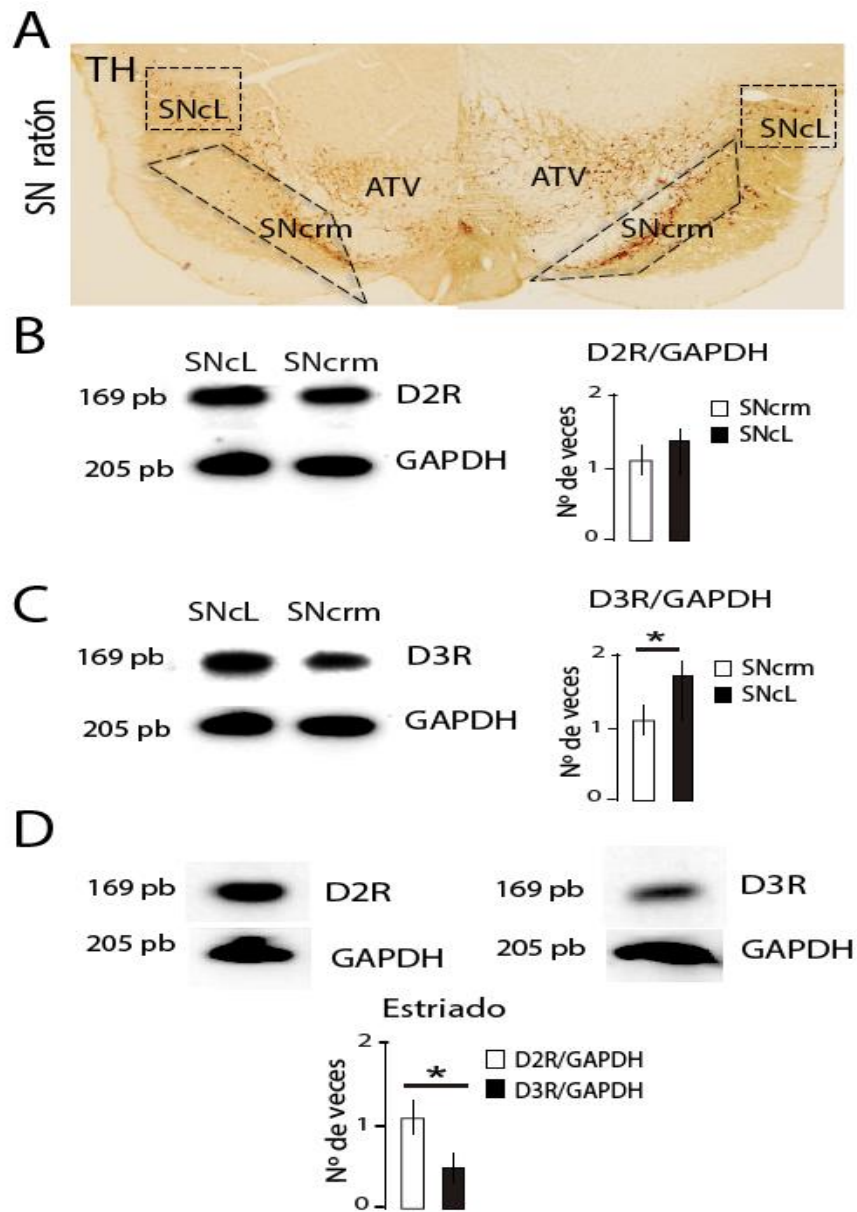 A
TH
SNcL
SNcL
SN ratón
ATV
ATV
SNcrm
SNcrm
B
SNcL SNcrm
169 pb D2R
205 pb GAPDH
D2R/GAPDH
2
1
0
Nº de veces
SNcrm
SNcL
C
SNcL SNcrm
169 pb D3R
205 pb GAPDH
D3R/GAPDH
*
2
1
0
Nº de veces
SNcrm
SNcL
D
169 pb D2R
205 pb GAPDH
169 pb D3R
205 pb GAPDH
Estriado
2
1
0
*
Nº de veces
D2R/GAPDH
D3R/GAPDH